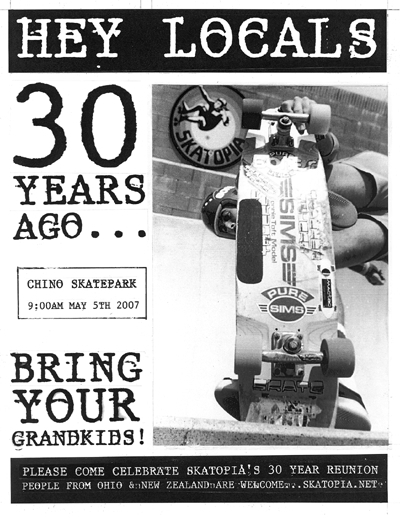 HEY LOCALS
30
YEARS
AGO...
SKATOPIA
SIMS
PURE
SIMS
CHINO SKATEPARK
9:00AM MAY 5TH 2007
BRING
YOUR
GRANDKIDS!
PLEASE COME CELEBRATE SKATOPIA'S 30 YEAR REUNION
PEOPLE FROM OHIO & NEW ZEALAND ARE WELCOME...SKATOPIA.NET